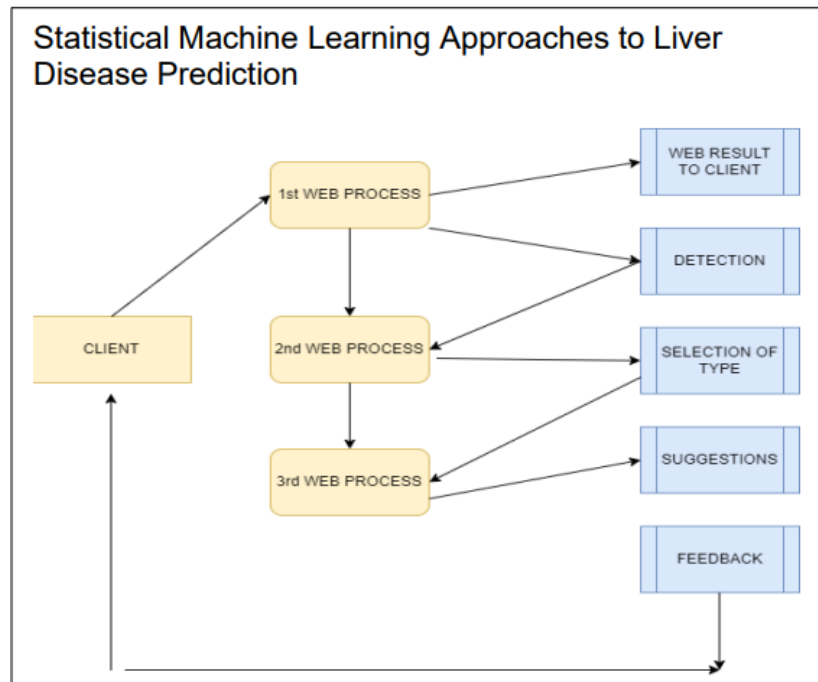 Statistical Machine Learning Approaches to Liver
Disease Prediction
WEB RESULT
TO CLIENT
1st WEB PROCESS
DETECTION
CLIENT
2nd WEB PROCESS
SELECTION OF
TYPE
SUGGESTIONS
3rd WEB PROCESS
FEEDBACK